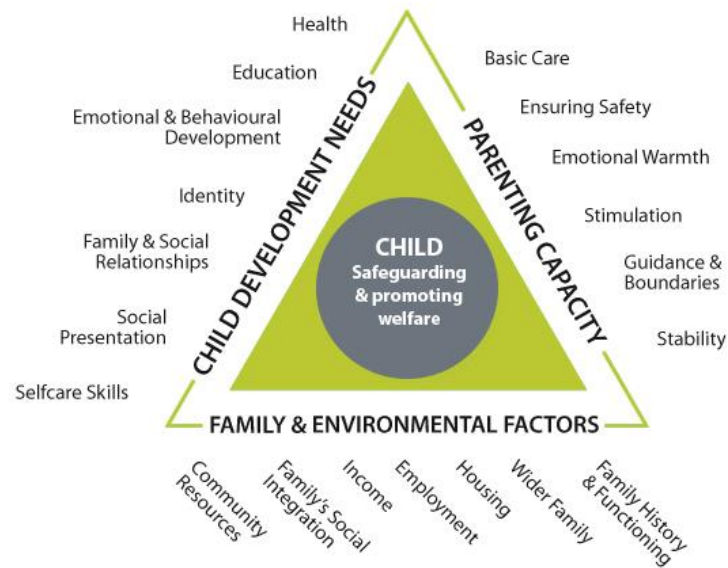 Health
Education
Emotional & Behavioural
Development
Identity
Family & Social
Relationships
Social
Presentation
Selfcare Skills
CHILD DEVELOPMENT NEEDS
Basic Care
Ensuring Safety
Emotional Warmth
Stimulation
Guidance &
Boundaries
Stability
PARENTING CAPACITY
CHILD
Safeguarding
& promoting
welfare
FAMILY & ENVIRONMENTAL FACTORS
Community
Resources
Family's Social
Integration
Income
Employment
Housing
Wider Family
Family History
& Functioning